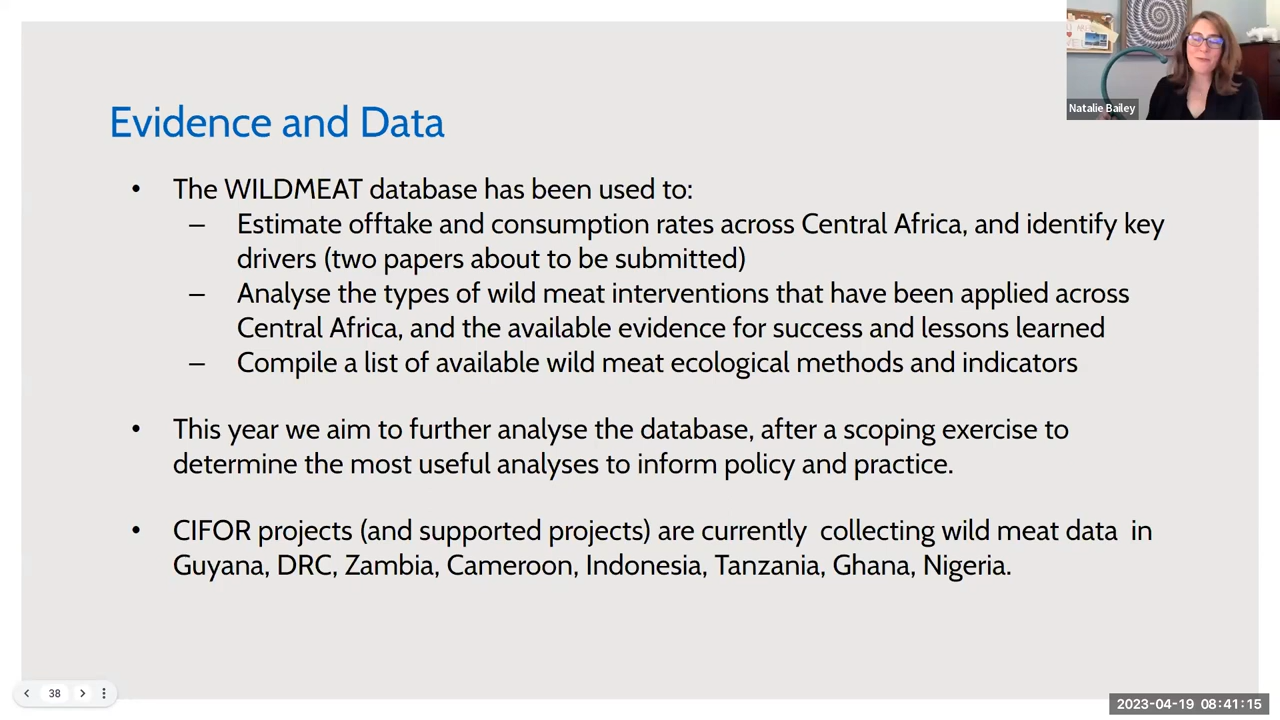 Natalie Bailey
Evidence and Data
• The WILDMEAT database has been used to:
– Estimate offtake and consumption rates across Central Africa, and identify key
drivers (two papers about to be submitted)
– Analyse the types of wild meat interventions that have been applied across
Central Africa, and the available evidence for success and lessons learned
– Compile a list of available wild meat ecological methods and indicators
• This year we aim to further analyse the database, after a scoping exercise to
determine the most useful analyses to inform policy and practice.
• CIFOR projects (and supported projects) are currently collecting wild meat data in
Guyana, DRC, Zambia, Cameroon, Indonesia, Tanzania, Ghana, Nigeria.
38
2023-04-19 08:41:15